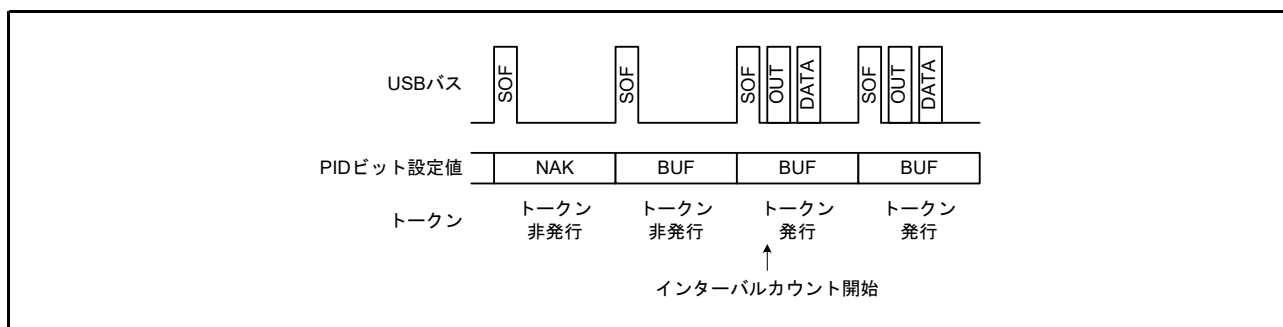 USBバス
SOF SOF SOF OUT DATA SOF OUT DATA
PIDビット設定値 NAK BUF BUF BUF
トークン
トークン
非発行
トークン
非発行
トークン
発行
トークン
発行
インターバルカウント開始